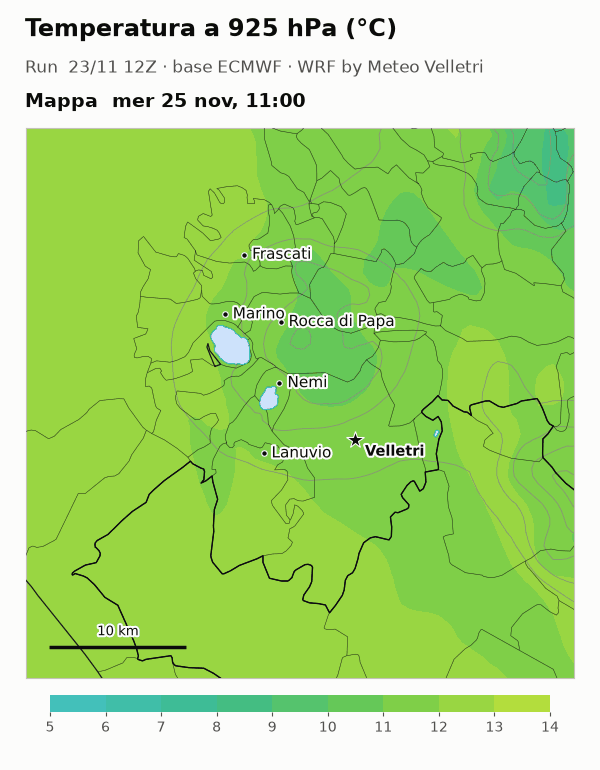 Temperatura a 925 hPa (°C)
Run  23/11 12Z · base ECMWF · WRF by Meteo Velletri
Mappa  mer 25 nov, 11:00
Frascati
Marino
Rocca di Papa
Nemi
Velletri
Lanuvio
10 km
5 6 7 8 9 10 11 12 13 14